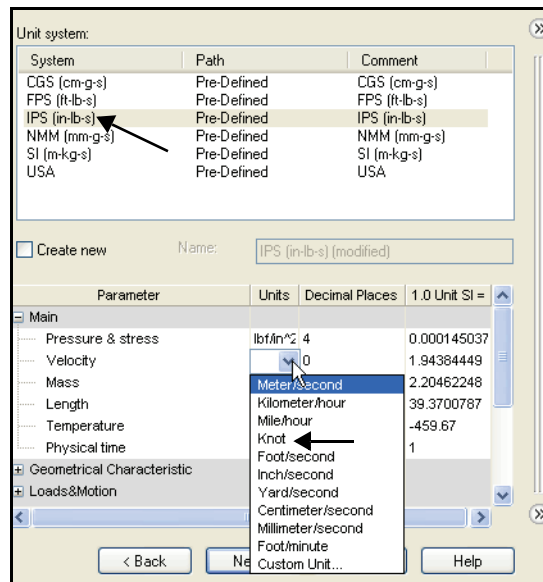 Unit system:
System Path Comment
CGS (cm-g-s) Pre-Defined CGS (cm-g-s)
FPS (ft-lb-s) Pre-Defined FPS (ft-lb-s)
IPS (in-lb-s) Pre-Defined IPS (in-lb-s)
NMM (mm-g-s) Pre-Defined NMM (mm-g-s)
SI (m-kg-s) Pre-Defined SI (m-kg-s)
USA Pre-Defined USA
Create new Name: IPS (in-lb-s) (modified)
Parameter Units Decimal Places 1.0 Unit SI =
Main
Pressure & stress lbf/in^2 4 0.000145037
Velocity 0 1.94384449
Mass 2.20462248
Length 39.3700787
Temperature -459.67
Physical time 1
Geometrical Characteristic
Loads&Motion
Meter/second
Kilometer/hour
Mile/hour
Knot
Foot/second
Inch/second
Yard/second
Centimeter/second
Millimeter/second
Foot/minute
Custom Unit...
< Back Ne Help